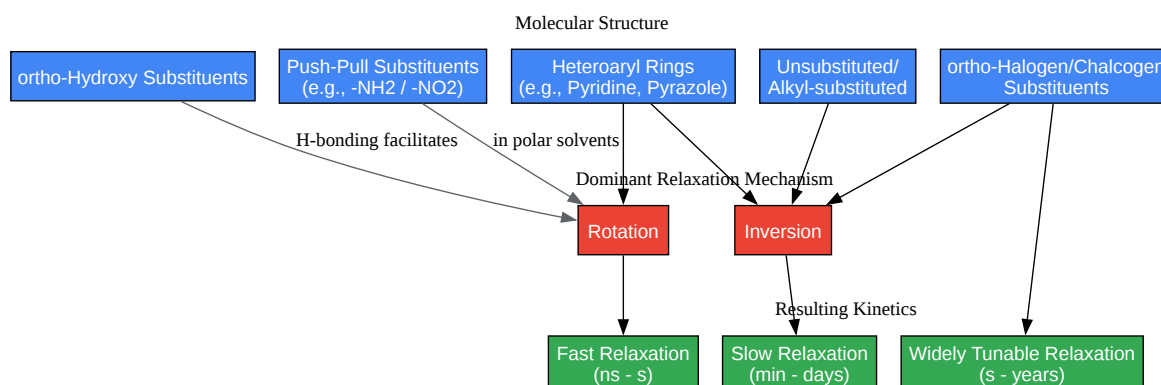 Molecular Structure
ortho-Hydroxy Substituents
Push-Pull Substituents
(e.g., -NH2 / -NO2)
Heteroaryl Rings
(e.g., Pyridine, Pyrazole)
Unsubstituted/
Alkyl-substituted
ortho-Halogen/Chalcogen
Substituents
H-bonding facilitates
in polar solvents
Dominant Relaxation Mechanism
Rotation
Inversion
Resulting Kinetics
Fast Relaxation
(ns - s)
Slow Relaxation
(min - days)
Widely Tunable Relaxation
(s - years)